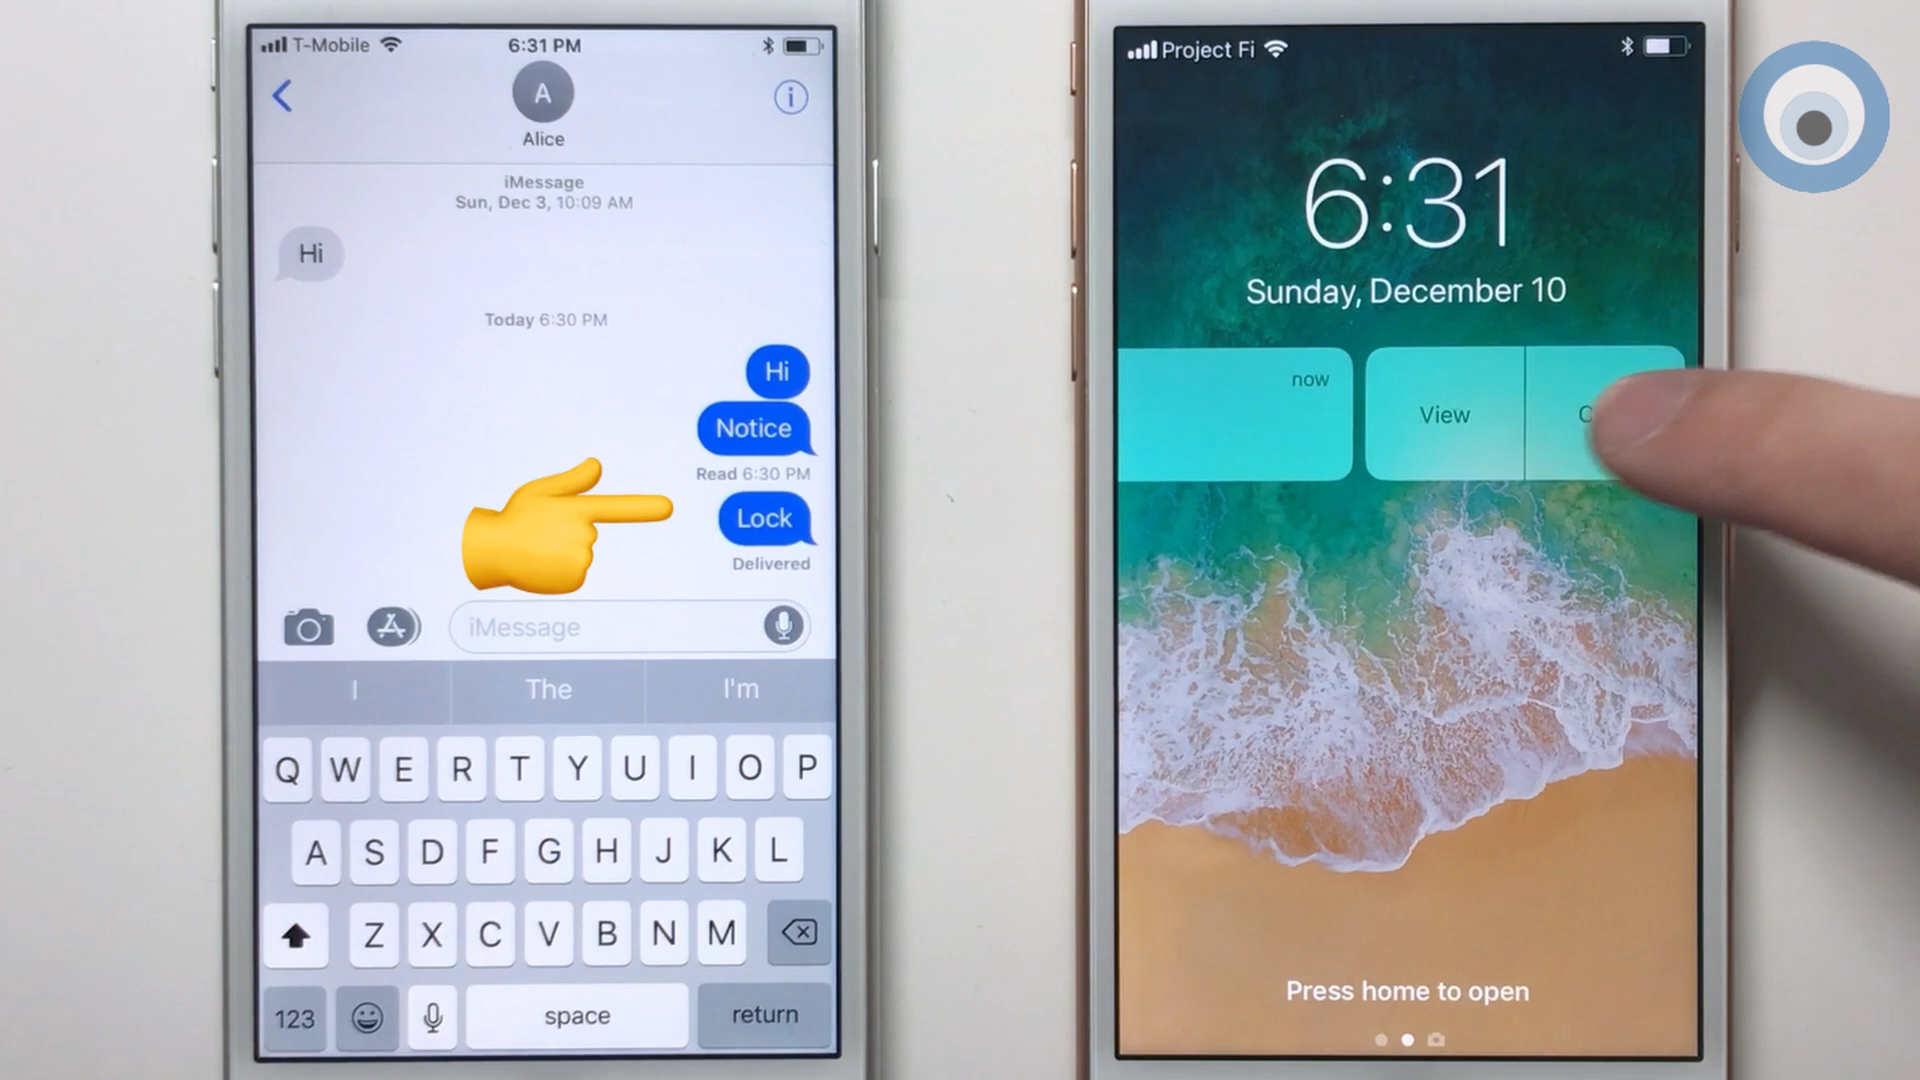 T-Mobile
6:31 PM
A
Alice
iMessage
Sun, Dec 3, 10:09 AM
Hi
Today 6:30 PM
Hi
Notice
Read 6:30 PM
Lock
Delivered
iMessage
I The I'm
Q W E R T Y U I O P
A S D F G H J K L
Z X C V B N M
123 space return
Project Fi
6:31
Sunday, December 10
now
View
Press home to open